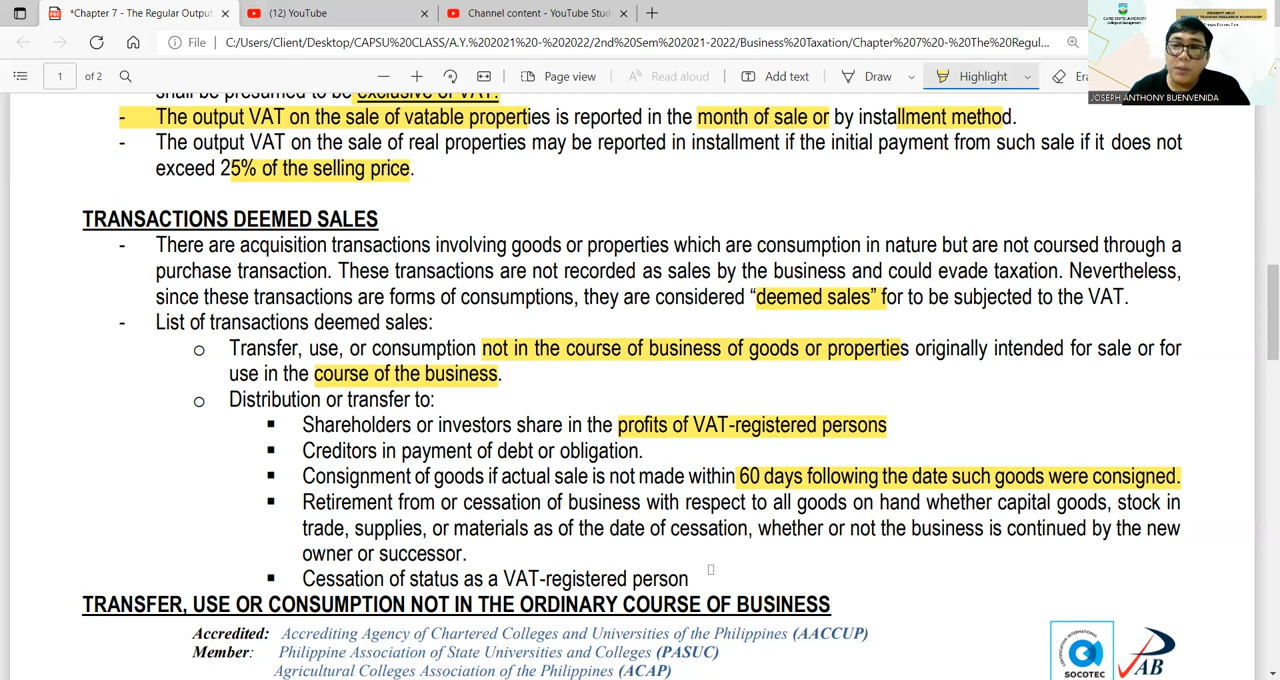 *Chapter 7 - The Regular Output
(12) YouTube
Channel content - YouTube Stud
File
C:/Users/Client/Desktop/CAPSU%20CLASS/A.Y.%202021%20-%202022/2nd%20Sem%202021-2022/Business%20Taxation/Chapter%207%20-%20The%20Regul...
1 of 2
Page view
Read aloud
Add text
Draw
Highlight
Era
CAPIZ STATE UNIVERSITY
JOSEPH ANTHONY BUENVENIDA
shall be presumed to be exclusive of VAT.
- The output VAT on the sale of vatable properties is reported in the month of sale or by installment method.
- The output VAT on the sale of real properties may be reported in installment if the initial payment from such sale if it does not
exceed 25% of the selling price.
TRANSACTIONS DEEMED SALES
- There are acquisition transactions involving goods or properties which are consumption in nature but are not coursed through a
purchase transaction. These transactions are not recorded as sales by the business and could evade taxation. Nevertheless,
since these transactions are forms of consumptions, they are considered “deemed sales” for to be subjected to the VAT.
- List of transactions deemed sales:
o Transfer, use, or consumption not in the course of business of goods or properties originally intended for sale or for
use in the course of the business.
o Distribution or transfer to:
▪ Shareholders or investors share in the profits of VAT-registered persons
▪ Creditors in payment of debt or obligation.
▪ Consignment of goods if actual sale is not made within 60 days following the date such goods were consigned.
▪ Retirement from or cessation of business with respect to all goods on hand whether capital goods, stock in
trade, supplies, or materials as of the date of cessation, whether or not the business is continued by the new
owner or successor.
▪ Cessation of status as a VAT-registered person
TRANSFER, USE OR CONSUMPTION NOT IN THE ORDINARY COURSE OF BUSINESS
Accredited: Accrediting Agency of Chartered Colleges and Universities of the Philippines (AACCUP)
Member: Philippine Association of State Universities and Colleges (PASUC)
Agricultural Colleges Association of the Philippines (ACAP)
SOCOTEC
PAB